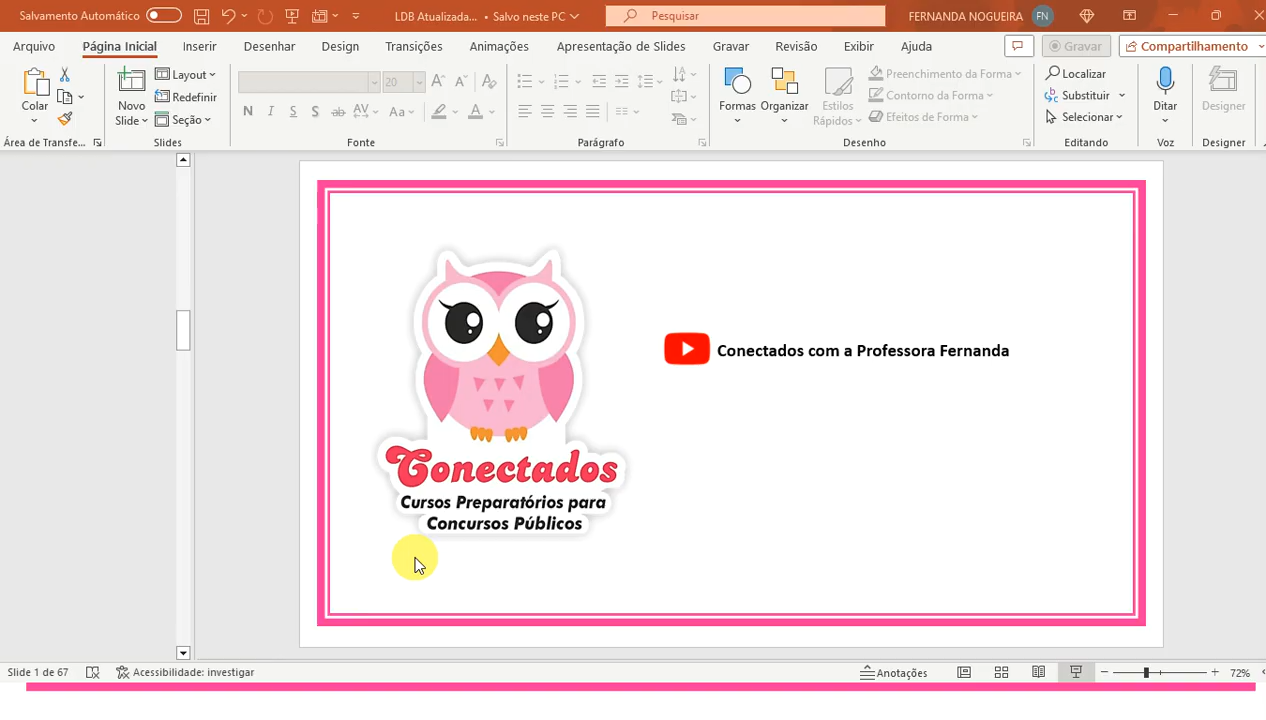 Salvamento Automático
LDB Atualizada... • Salvo neste PC
Pesquisar
FERNANDA NOGUEIRA
FN
Arquivo
Página Inicial
Inserir
Desenhar
Design
Transições
Animações
Apresentação de Slides
Gravar
Revisão
Exibir
Ajuda
Gravar
Compartilhamento
Colar
Área de Transfe...
Novo
Slide
Layout
Redefinir
Seção
Slides
20
N I S S ab AV Aa A
Fonte
Parágrafo
Formas
Organizar
Estilos
Rápidos
Preenchimento da Forma
Contorno da Forma
Efeitos de Forma
Desenho
Localizar
Substituir
Selecionar
Editando
Ditar
Voz
Designer
Designer
Conectados com a Professora Fernanda
Conectados
Cursos Preparatórios para
Concursos Públicos
Slide 1 de 67
Acessibilidade: investigar
Anotações
72%